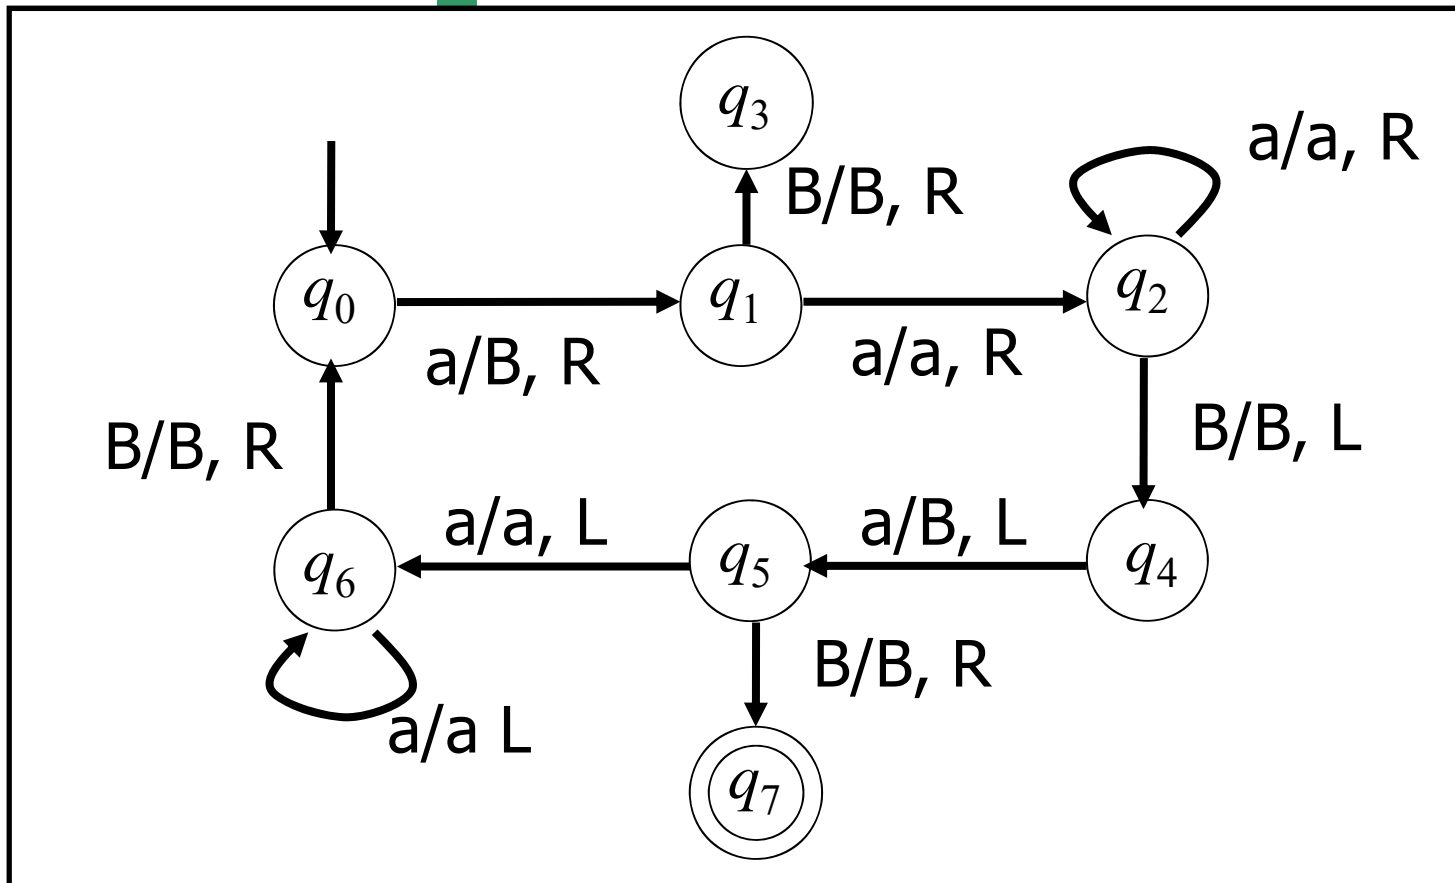 q3
a/a, R
B/B, R
q0
q1
q2
a/B, R
a/a, R
B/B, R
B/B, L
a/a, L
a/B, L
q6
q5
q4
B/B, R
a/a L
q7